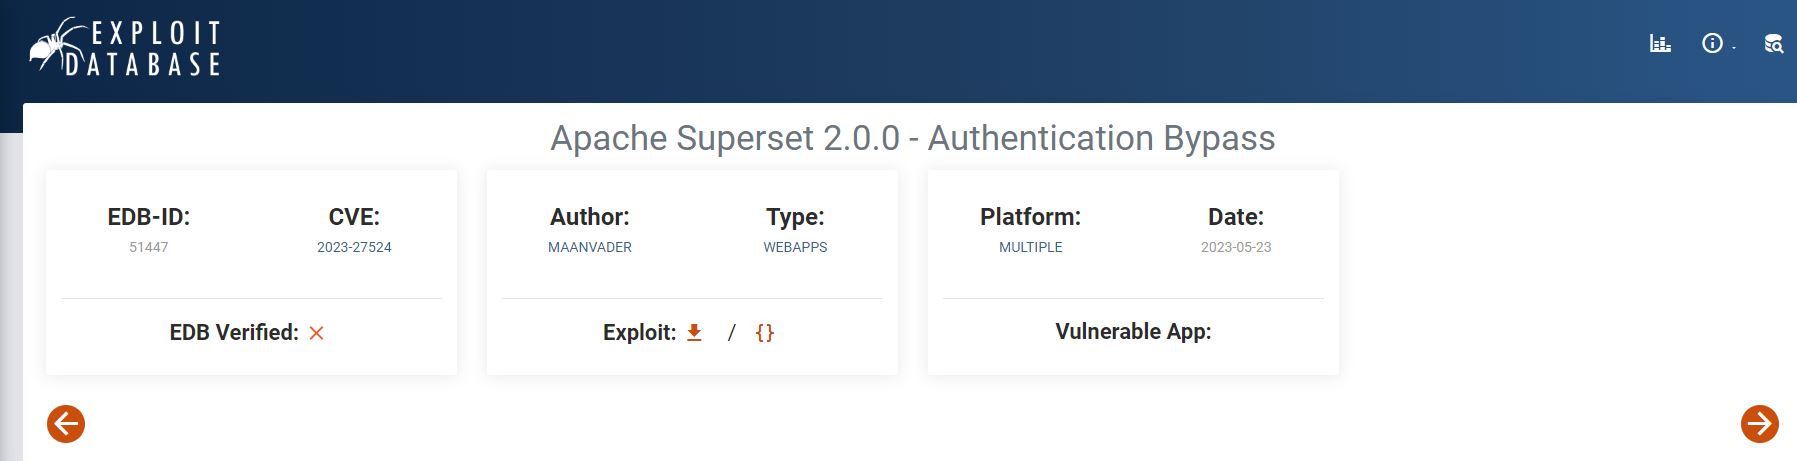 EXPLOIT
DATABASE
Apache Superset 2.0.0 - Authentication Bypass
EDB-ID: CVE: Author: Type: Platform: Date:
51447 2023-27524 MAANVADER WEBAPPS MULTIPLE 2023-05-23
EDB Verified: Exploit: / {} Vulnerable App: